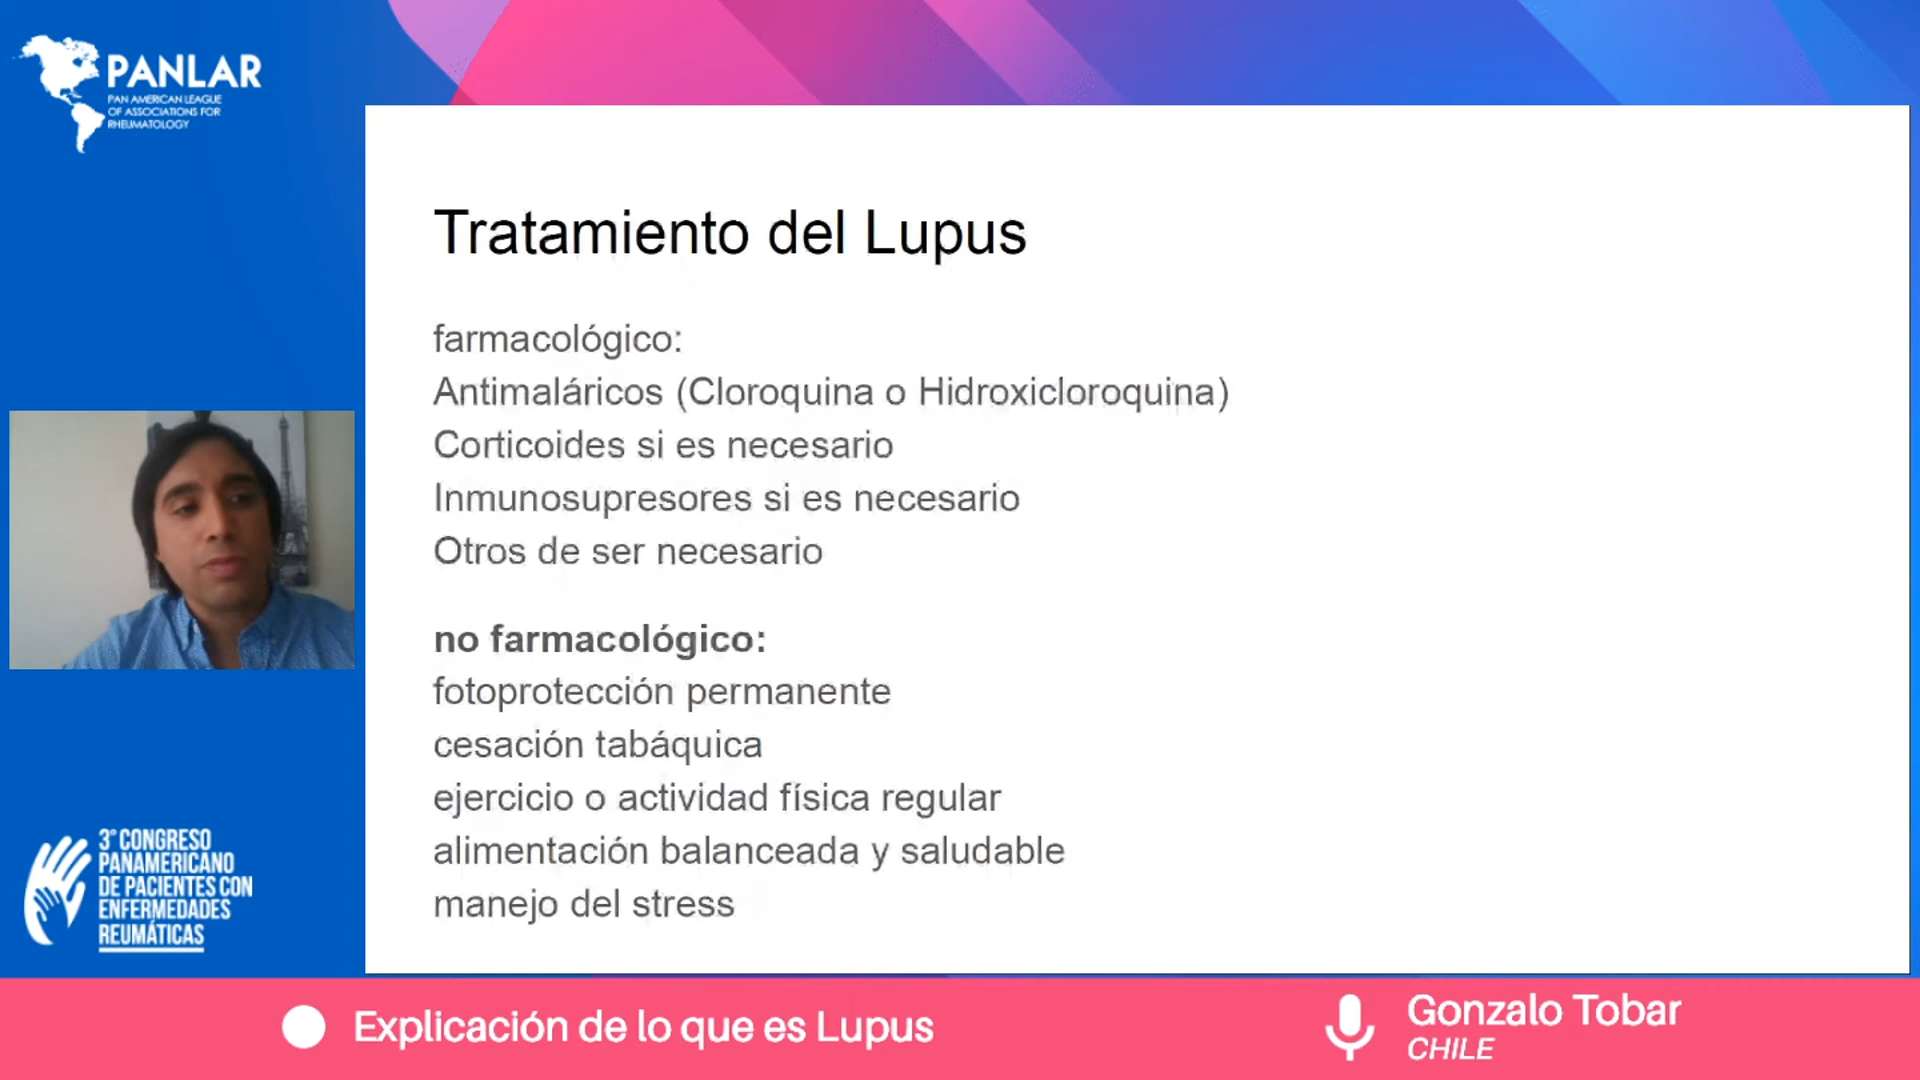 PANLAR
PAN AMERICAN LEAGUE
OF ASSOCIATIONS FOR
RHEUMATOLOGY
Tratamiento del Lupus
farmacológico:
Antimaláricos (Cloroquina o Hidroxicloroquina)
Corticoides si es necesario
Inmunosupresores si es necesario
Otros de ser necesario
no farmacológico:
fotoprotección permanente
cesación tabáquica
ejercicio o actividad física regular
alimentación balanceada y saludable
manejo del stress
3° CONGRESO
PANAMERICANO
DE PACIENTES CON
ENFERMEDADES
REUMÁTICAS
Explicación de lo que es Lupus
Gonzalo Tobar
CHILE